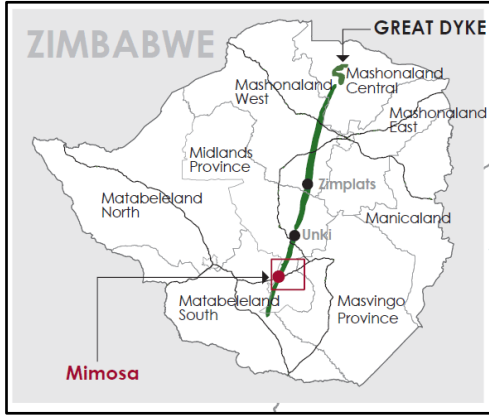 ZIMBABWE
GREAT DYKE
Mashonaland
Central
Mashonaland
West
Mashonaland
East
Midlands
Province
Zimplats
Matabeleland
North
Manicaland
Unki
Matabeleland
South
Masvingo
Province
Mimosa